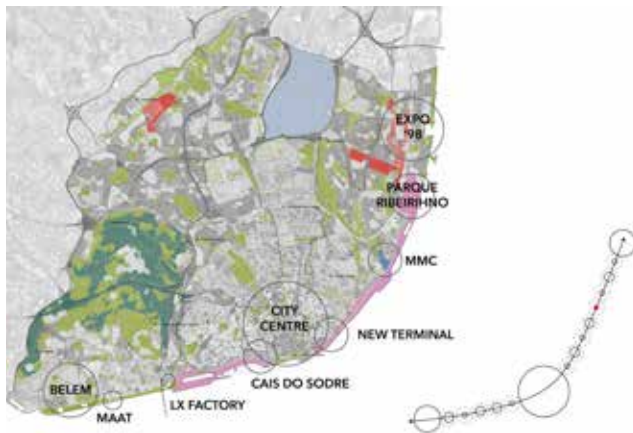 EXPO
'98
PARQUE
RIBEIRIHNO
MMC
CITY
CENTRE
NEW TERMINAL
CAIS DO SODRE
BELEM
LX FACTORY
MAAT